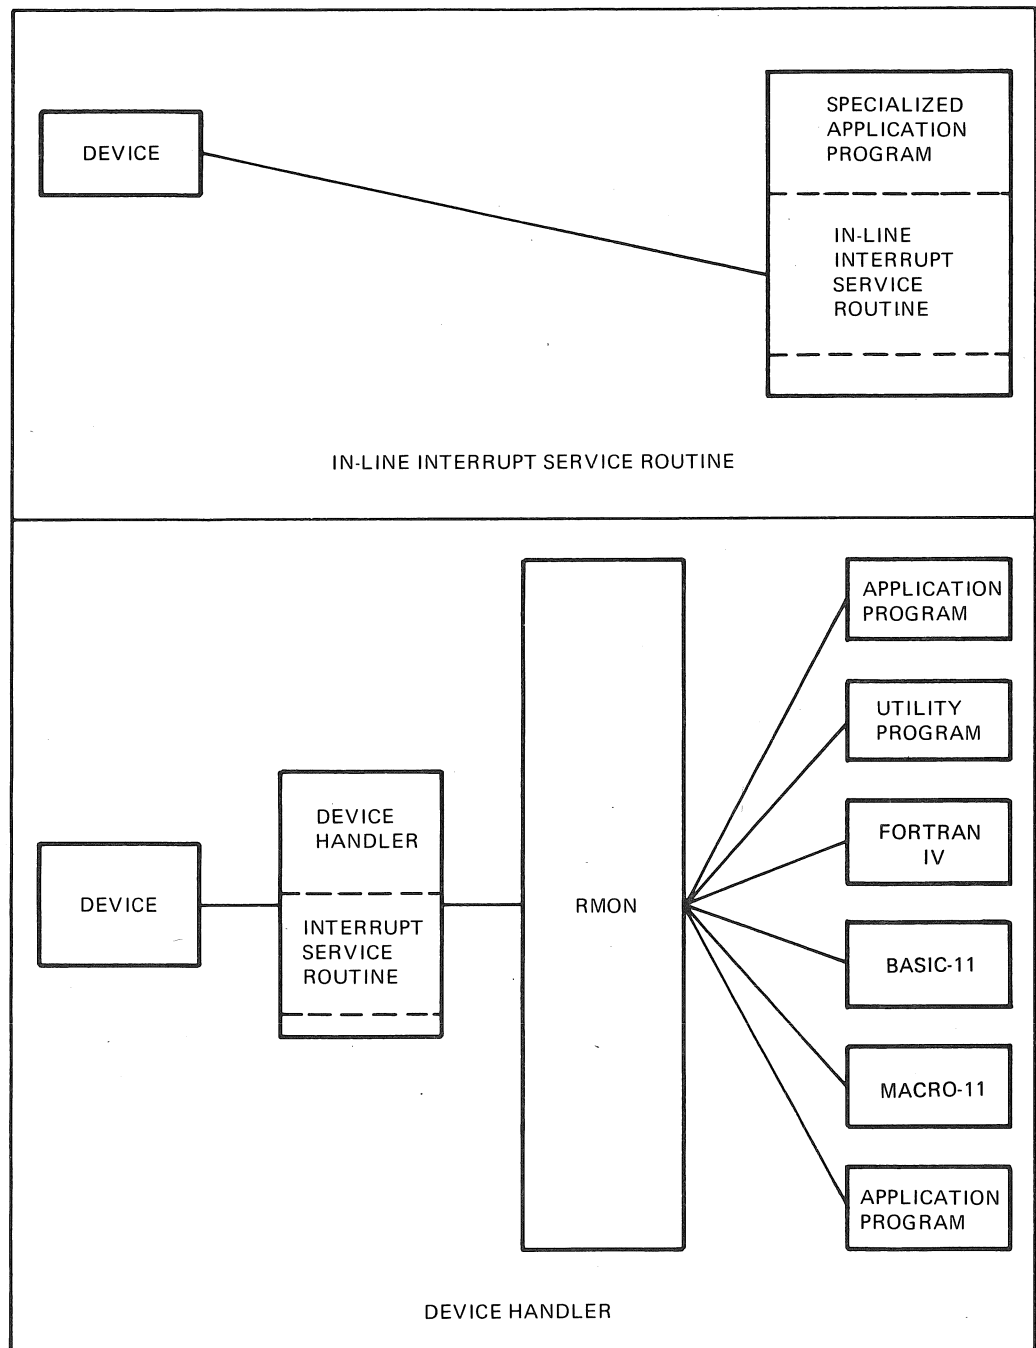 DEVICE
SPECIALIZED
APPLICATION
PROGRAM
IN-LINE
INTERRUPT
SERVICE
ROUTINE
IN-LINE INTERRUPT SERVICE ROUTINE
DEVICE
DEVICE
HANDLER
INTERRUPT
SERVICE
ROUTINE
RMON
APPLICATION
PROGRAM
UTILITY
PROGRAM
FORTRAN
IV
BASIC-11
MACRO-11
APPLICATION
PROGRAM
DEVICE HANDLER